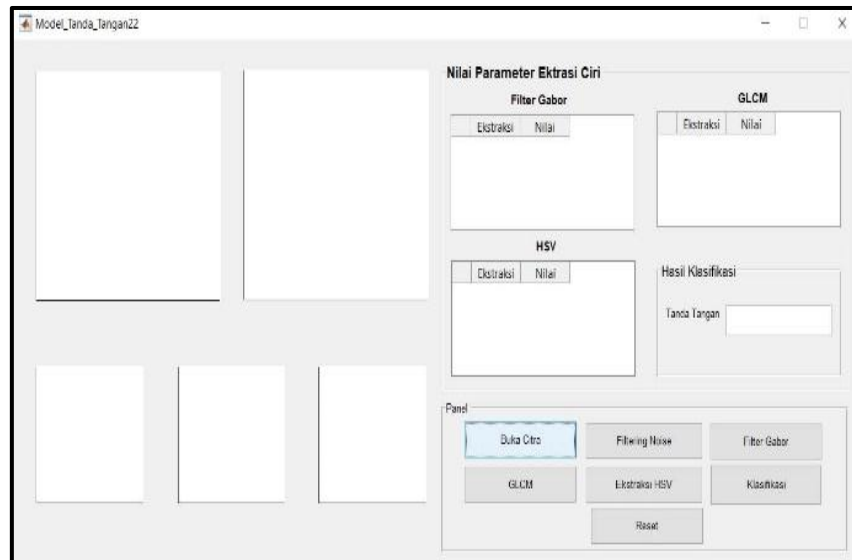 Model_Tanda_Tangan22
Nilai Parameter Ektrasi Ciri
Filter Gabor
Ekstraksi Nilai
GLCM
Ekstraksi Nilai
HSV
Ekstraksi Nilai
Hasil Klasifikasi
Tanda Tangan
Panel
Buka Citra
Filtering Noise
Filter Gabor
GLCM
Ekstraksi HSV
Klasifikasi
Reset